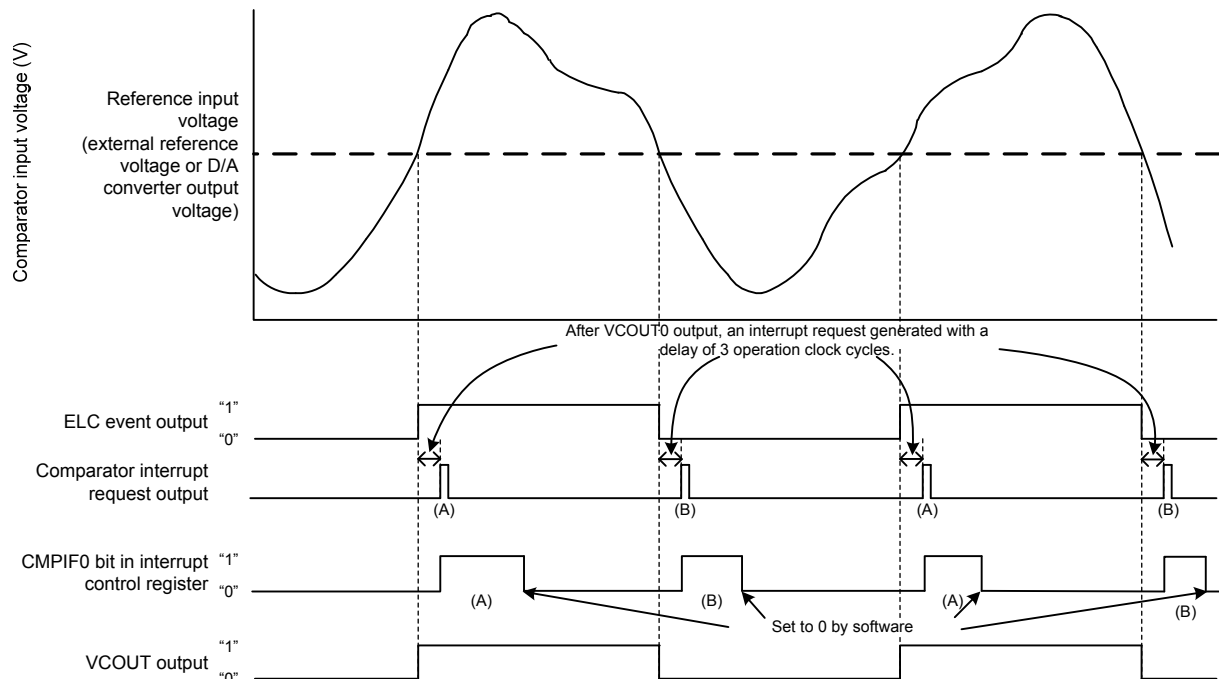 Comparator input voltage (V)
Reference input
voltage
(external reference
voltage or D/A
converter output
voltage)
After VCOUT0 output, an interrupt request generated with a
delay of 3 operation clock cycles.
ELC event output
“1”
“0”
Comparator interrupt
request output
(A)
(B)
(A)
(B)
CMPIF0 bit in interrupt
control register
“1”
“0”
(A)
(B)
(A)
(B)
Set to 0 by software
VCOUT output
“1”
“0”